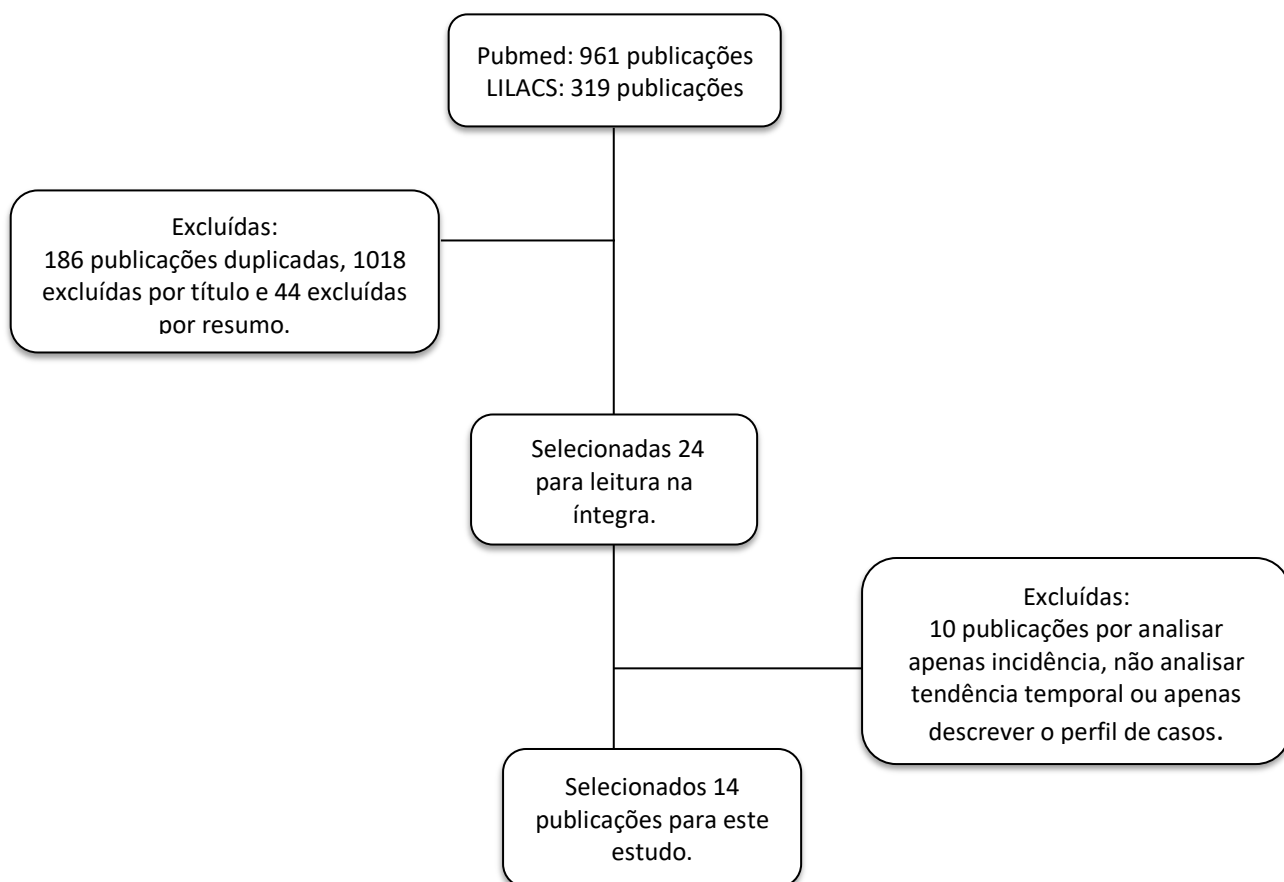 Pubmed: 961 publicações
LILACS: 319 publicações
Excluídas:
186 publicações duplicadas, 1018
excluídas por título e 44 excluídas
por resumo.
Selecionadas 24
para leitura na
íntegra.
Excluídas:
10 publicações por analisar
apenas incidência, não analisar
tendência temporal ou apenas
descrever o perfil de casos.
Selecionados 14
publicações para este
estudo.